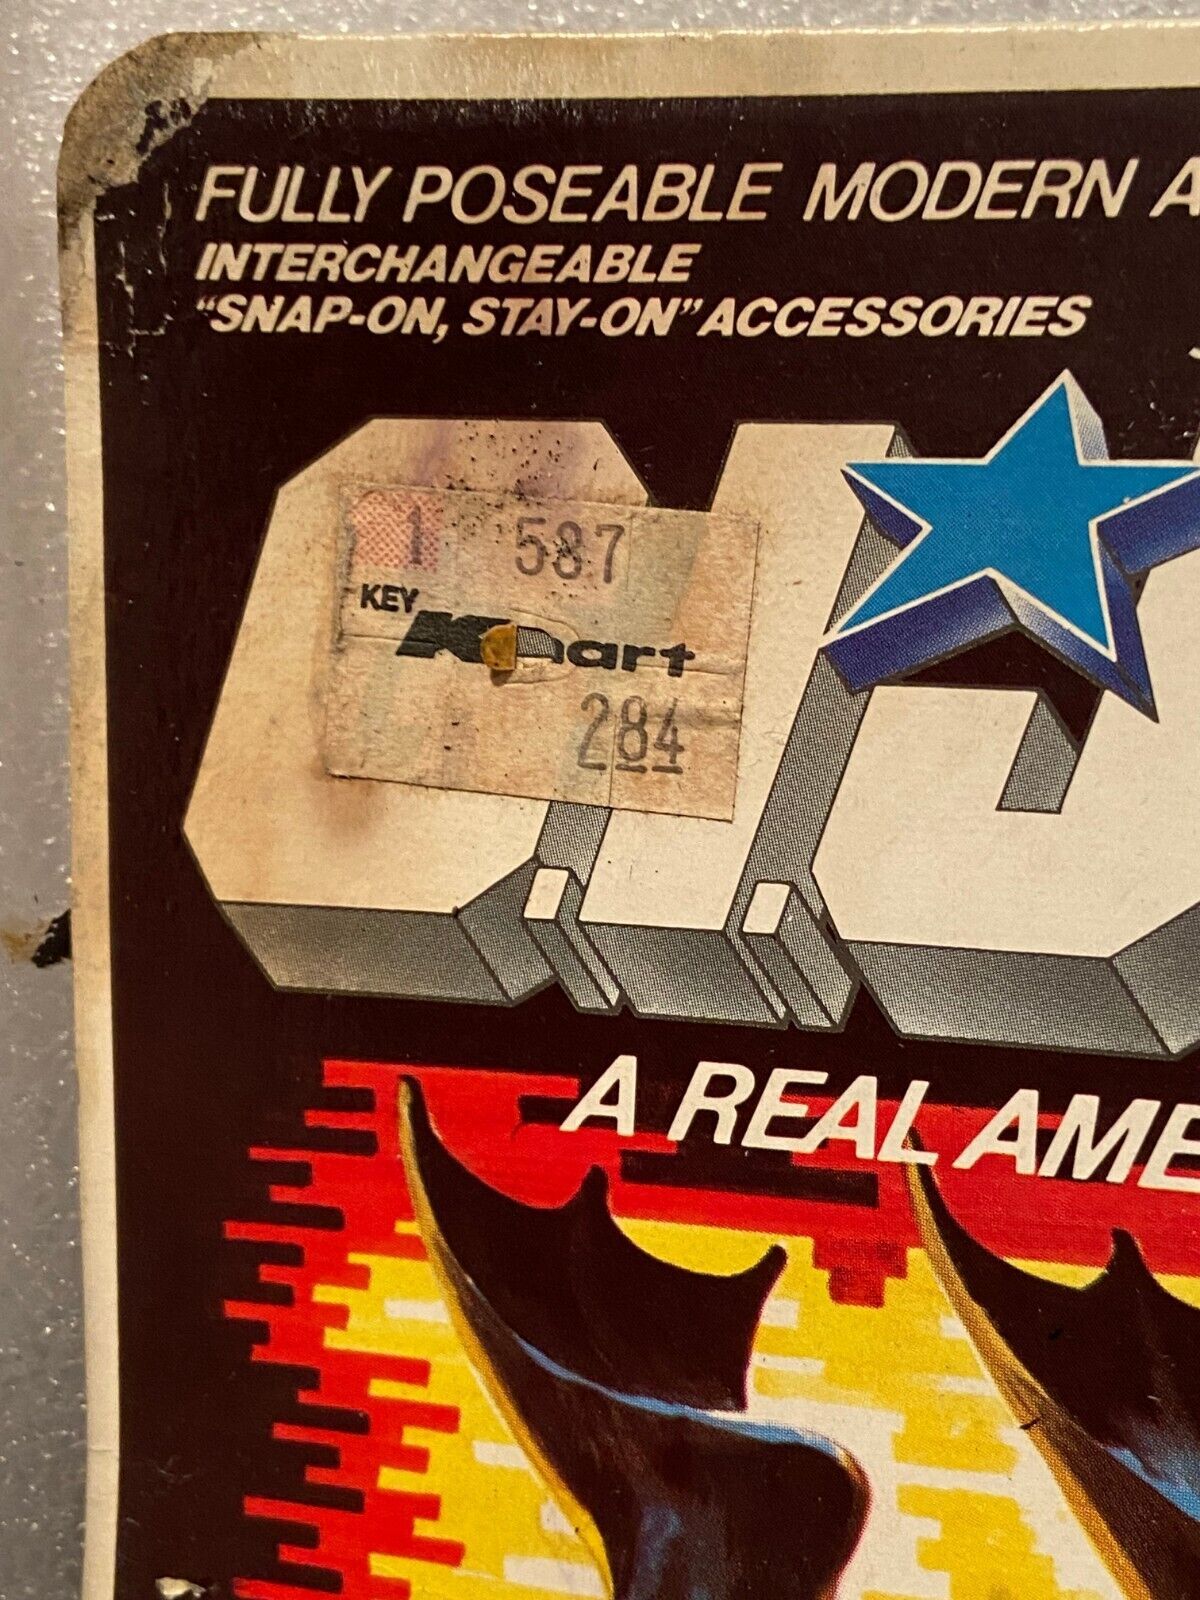 FULLY POSEABLE MODERN A
INTERCHANGEABLE
"SNAP-ON, STAY-ON" ACCESSORIES
1 587
KEY
Kmart
284
G.I. J
A REAL AME